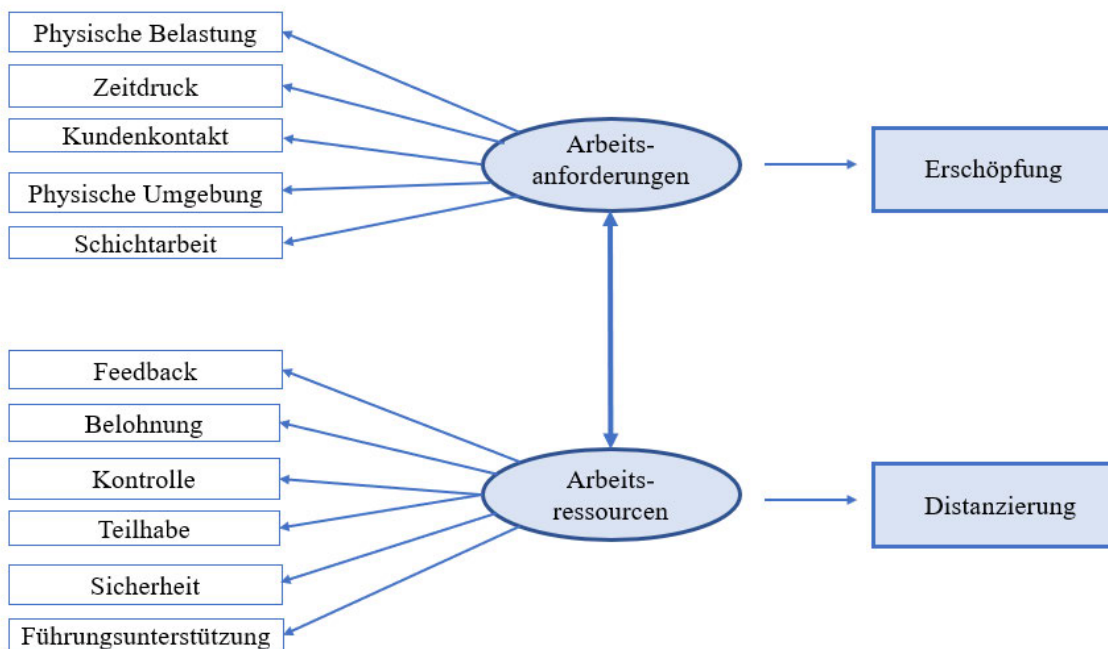 Physische Belastung
Zeitdruck
Kundenkontakt
Physische Umgebung
Schichtarbeit
Arbeits-
anforderungen
Erschöpfung
Feedback
Belohnung
Kontrolle
Teilhabe
Sicherheit
Führungsunterstützung
Arbeits-
ressourcen
Distanzierung